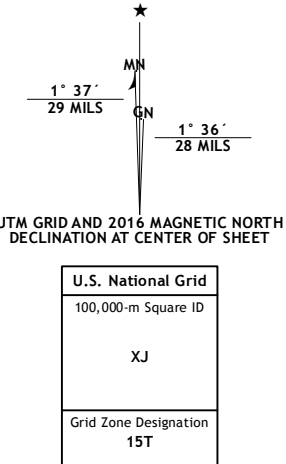 MN
1° 37´
29 MILS
GN
1° 36´
28 MILS
UTM GRID AND 2016 MAGNETIC NORTH
DECLINATION AT CENTER OF SHEET
U.S. National Grid
100,000-m Square ID
XJ
Grid Zone Designation
15T